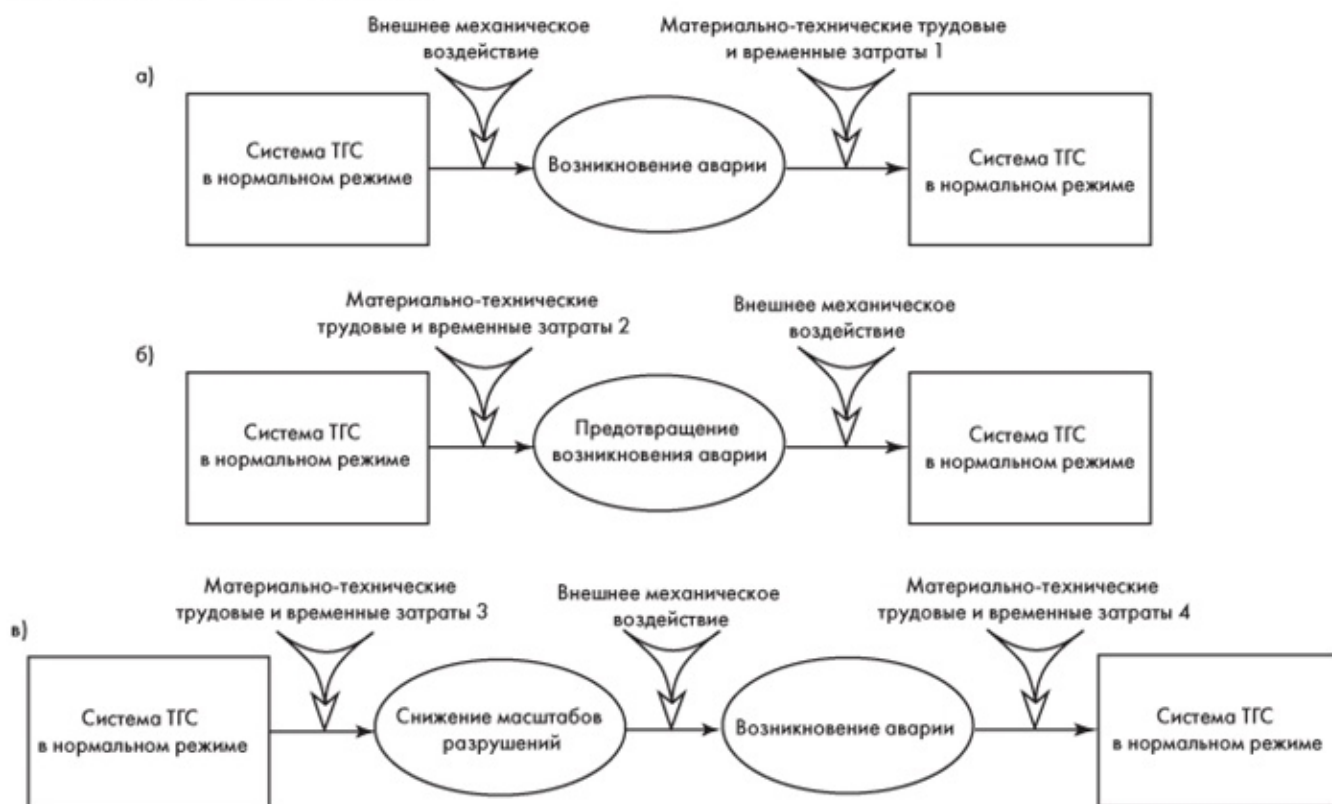 Внешнее механическое
воздействие
Материально-технические трудовые
и временные затраты 1
а)
Система ТГС
в нормальном режиме
Возникновение аварии
Система ТГС
в нормальном режиме
Материально-технические
трудовые и временные затраты 2
Внешнее механическое
воздействие
б)
Система ТГС
в нормальном режиме
Предотвращение
возникновения аварии
Система ТГС
в нормальном режиме
Материально-технические
трудовые и временные затраты 3
Внешнее механическое
воздействие
Материально-технические
трудовые и временные затраты 4
в)
Система ТГС
в нормальном режиме
Снижение масштабов
разрушений
Возникновение аварии
Система ТГС
в нормальном режиме